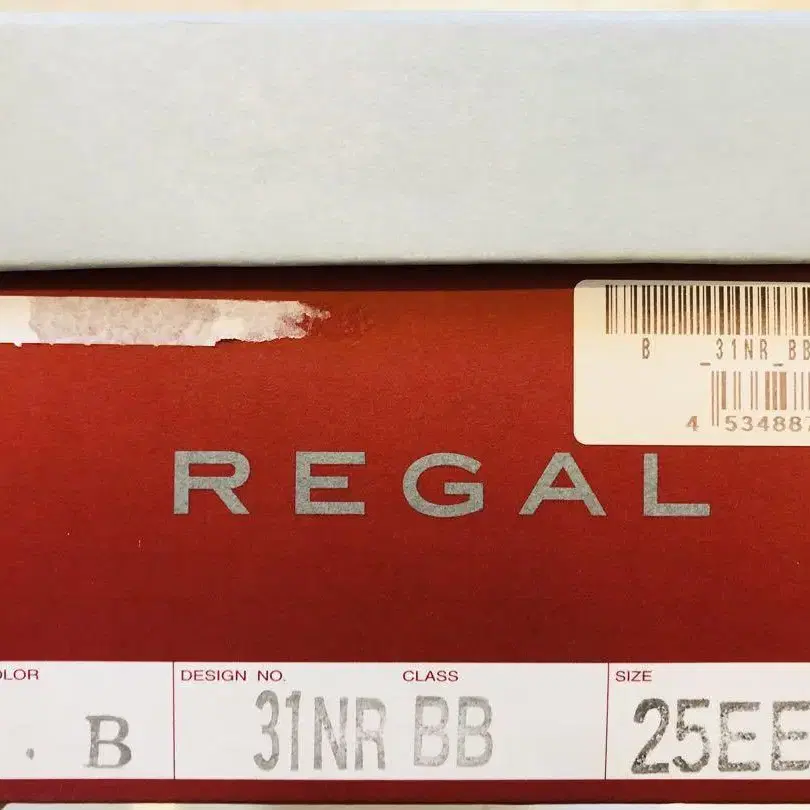 B _31NR_BB
4 534887
REGAL
OLOR DESIGN NO. CLASS SIZE
. B 31NR BB 25EE